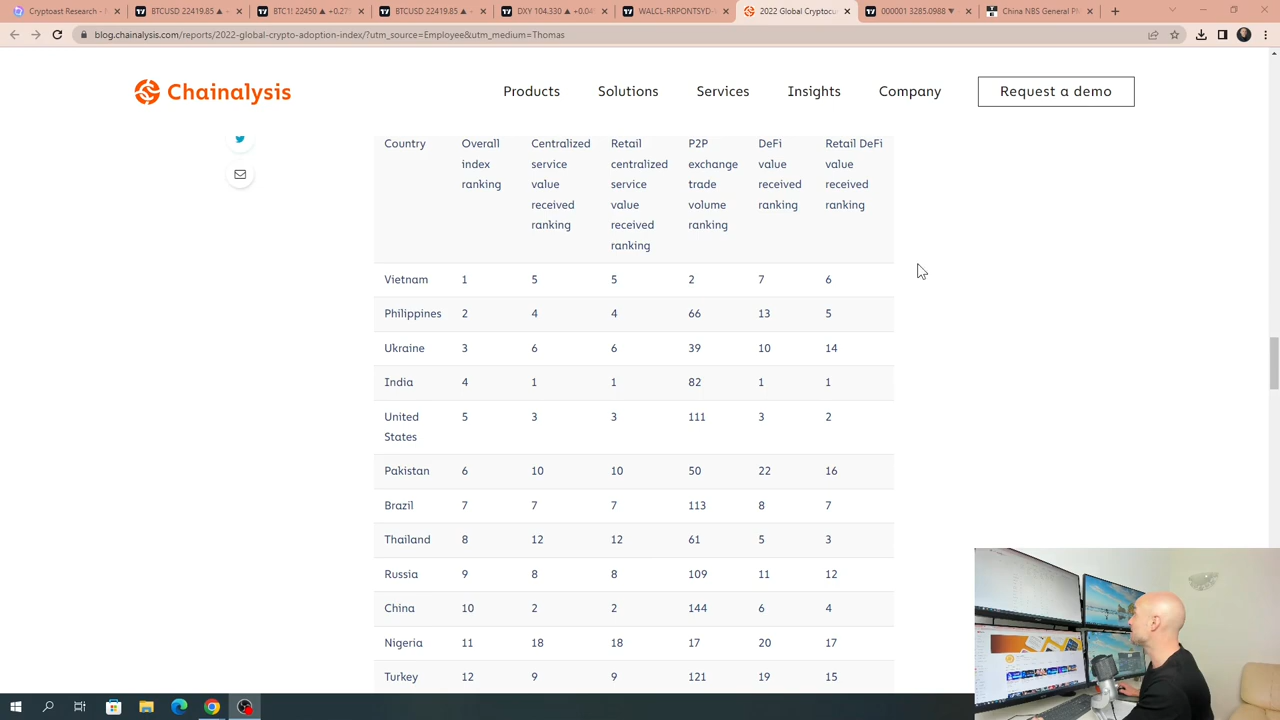 Cryptoast Research -
BTCUSD 22419.85 ▲
BTC1! 22450 ▲ +0.27
BTCUSD 22419.85 ▲
DXY 104.330 ▲ +0.0
WALCL-RRPONTSYD-
2022 Global Cryptocu
000001 3285.0988 ▼
China NBS General P
blog.chainalysis.com/reports/2022-global-crypto-adoption-index/?utm_source=Employee&utm_medium=Thomas
Chainalysis
Products
Solutions
Services
Insights
Company
Request a demo
Country Overall Centralized Retail P2P DeFi Retail DeFi
index service centralized exchange value value
ranking value service trade received received
received value volume ranking ranking
ranking received ranking
ranking
Vietnam 1 5 5 2 7 6
Philippines 2 4 4 66 13 5
Ukraine 3 6 6 39 10 14
India 4 1 1 82 1 1
United 5 3 3 111 3 2
States
Pakistan 6 10 10 50 22 16
Brazil 7 7 7 113 8 7
Thailand 8 12 12 61 5 3
Russia 9 8 8 109 11 12
China 10 2 2 144 6 4
Nigeria 11 18 18 17 20 17
Turkey 12 9 9 121 19 15